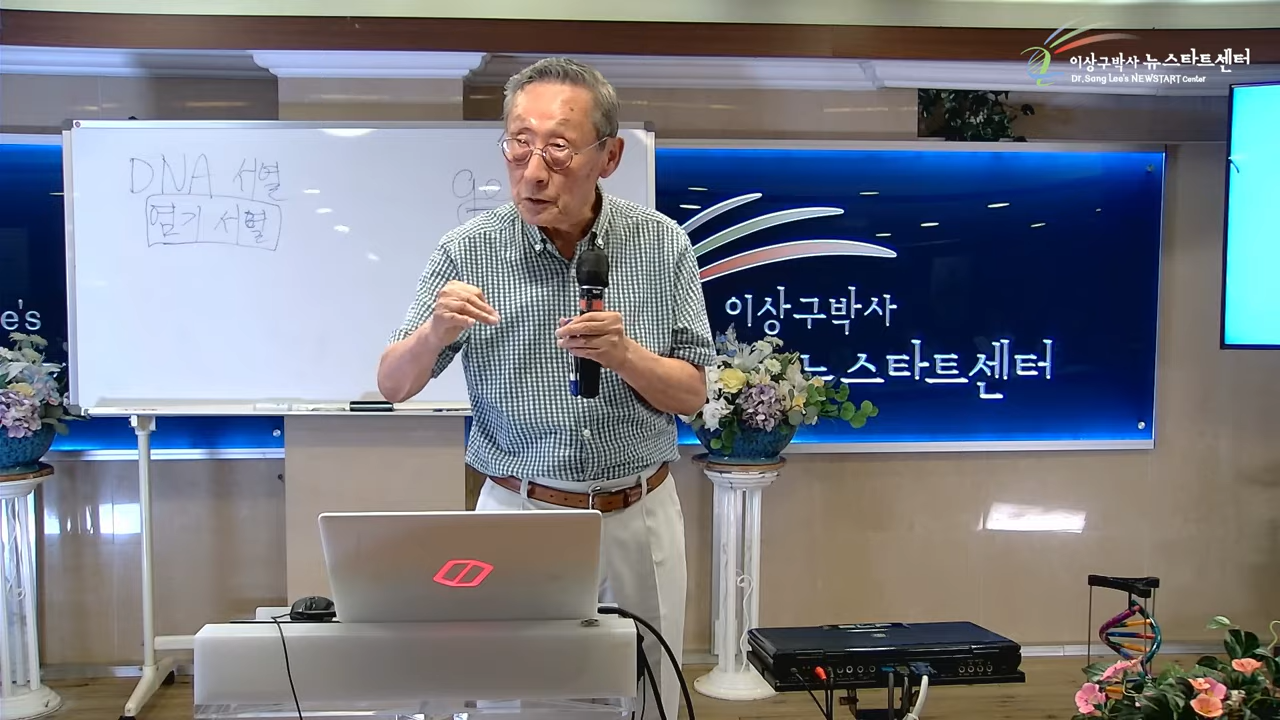 이상구박사 뉴스타트센터
Dr. Sang Lee's NEWSTART Center
DNA 서열
염기 서열
e's
이상구박사
뉴스타트센터